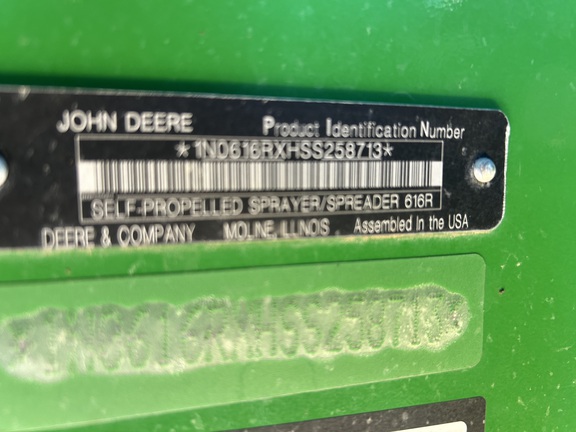 JOHN DEERE Product Identification Number
*1N0616RXHSS258713*
SELF-PROPELLED SPRAYER/SPREADER 616R
DEERE & COMPANY MOLINE, ILLINOIS Assembled in the USA